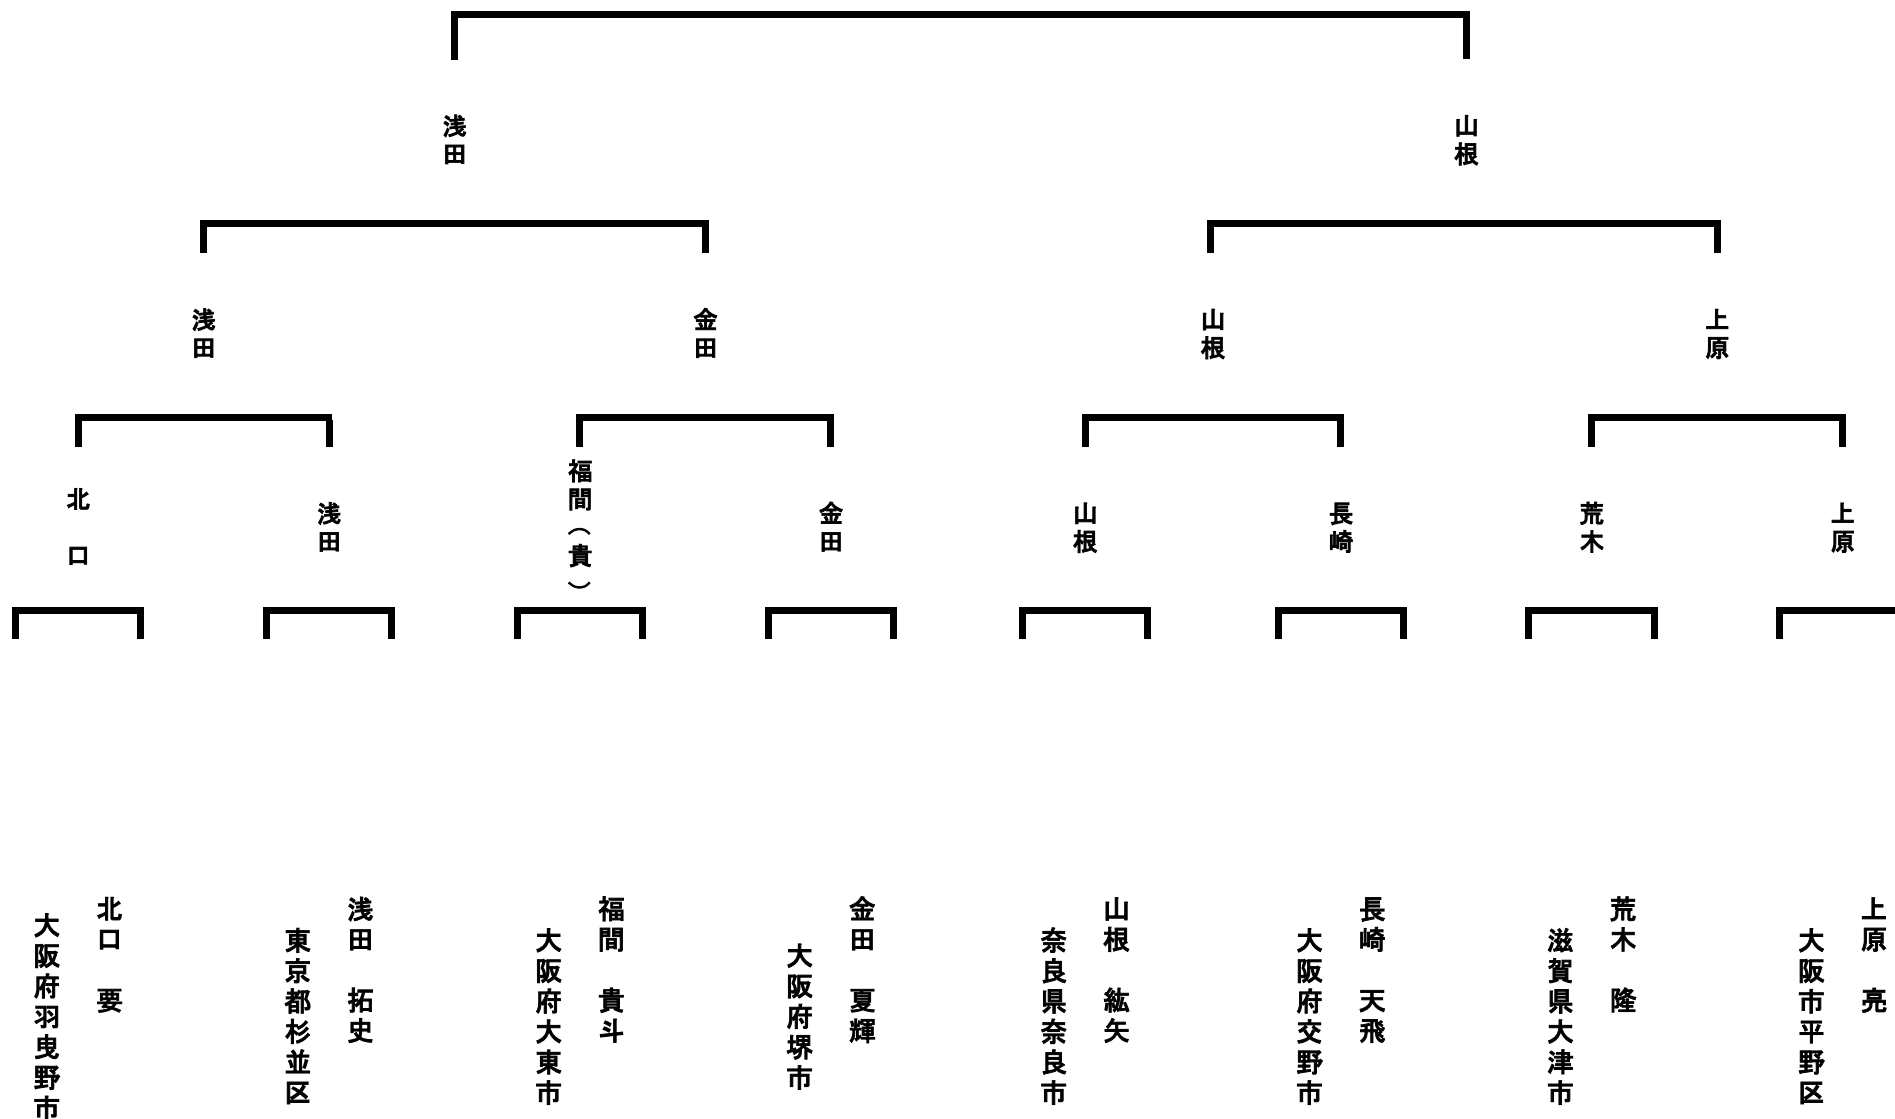 浅田
山根
浅田
金田
山根
上原
北口
浅田
福間（貴）
金田
山根
長崎
荒木
上原
北口　要
大阪府羽曳野市
浅田　拓史
東京都杉並区
福間　貴斗
大阪府大東市
金田　夏輝
大阪府堺市
山根　紘矢
奈良県奈良市
長崎　天飛
大阪府交野市
荒木　隆
滋賀県大津市
上原　亮
大阪市平野区